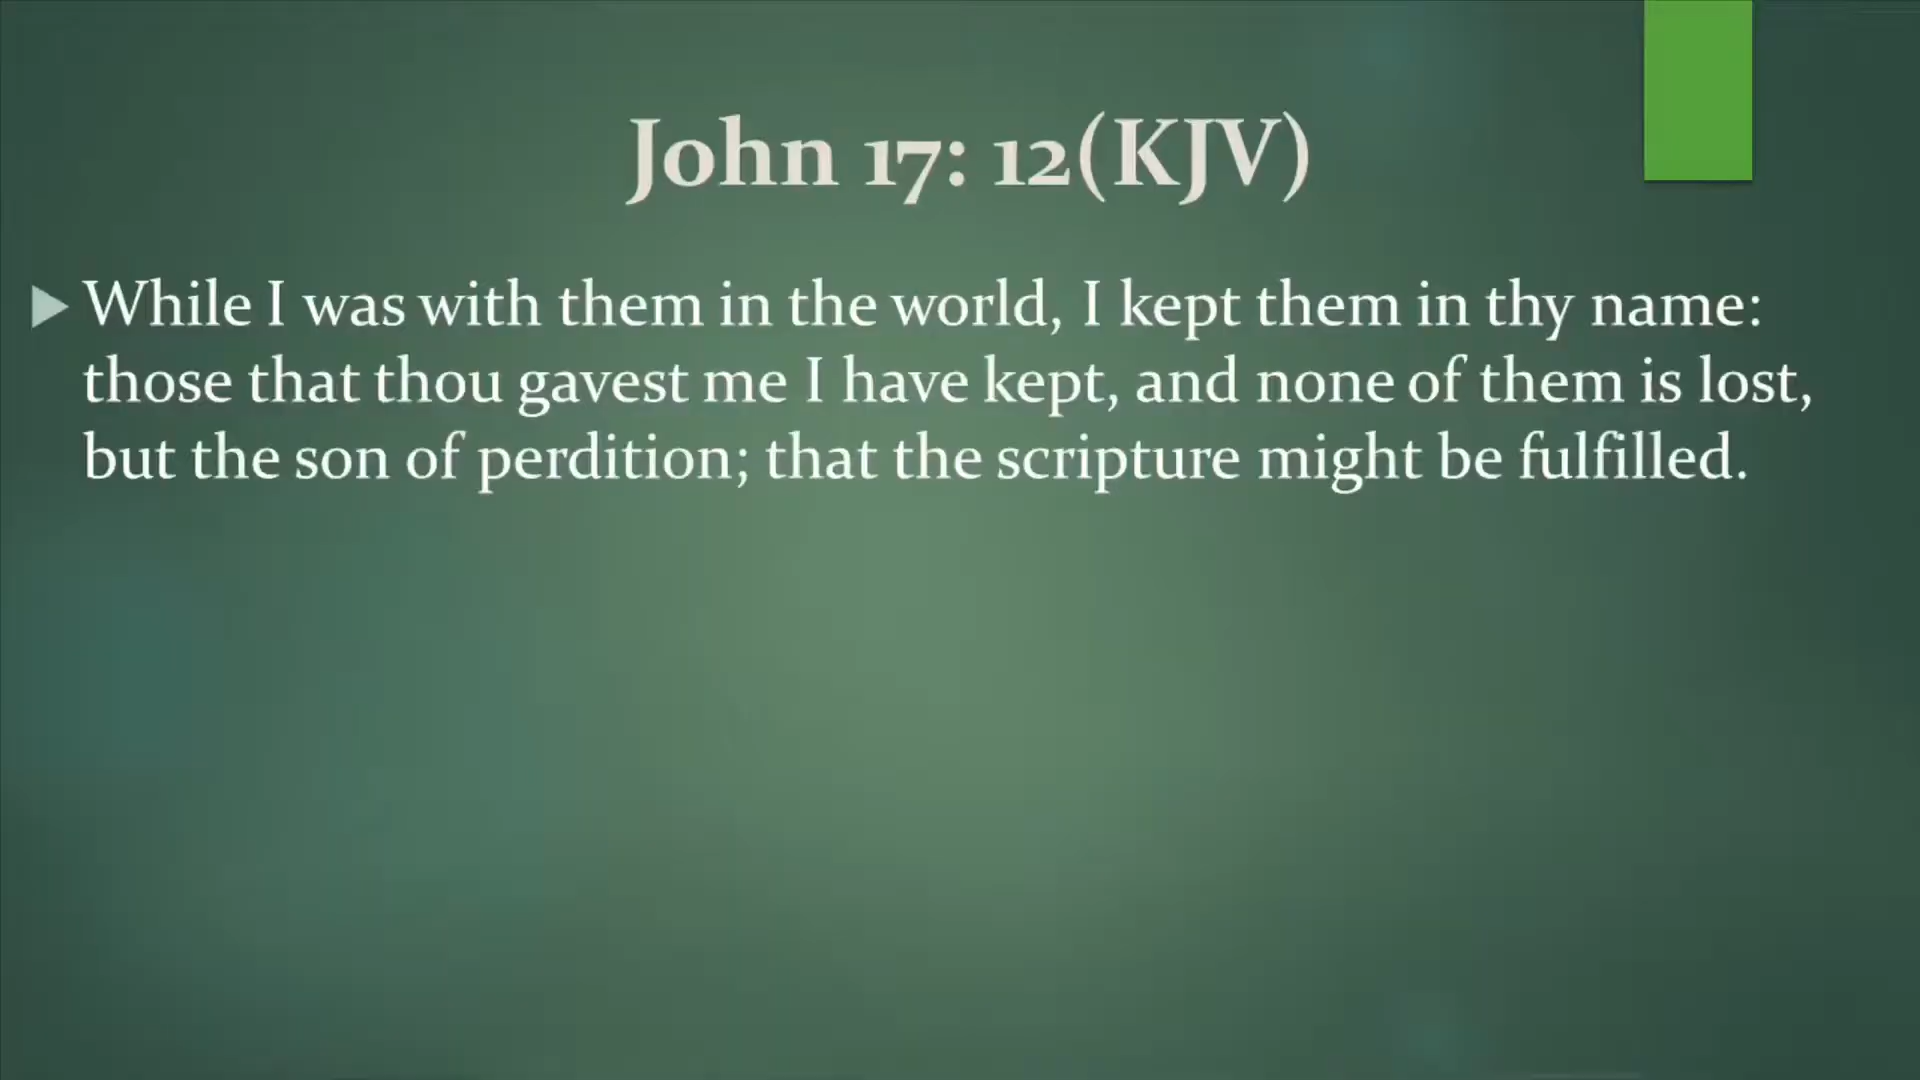 John 17: 12(KJV)
While I was with them in the world, I kept them in thy name:
those that thou gavest me I have kept, and none of them is lost,
but the son of perdition; that the scripture might be fulfilled.